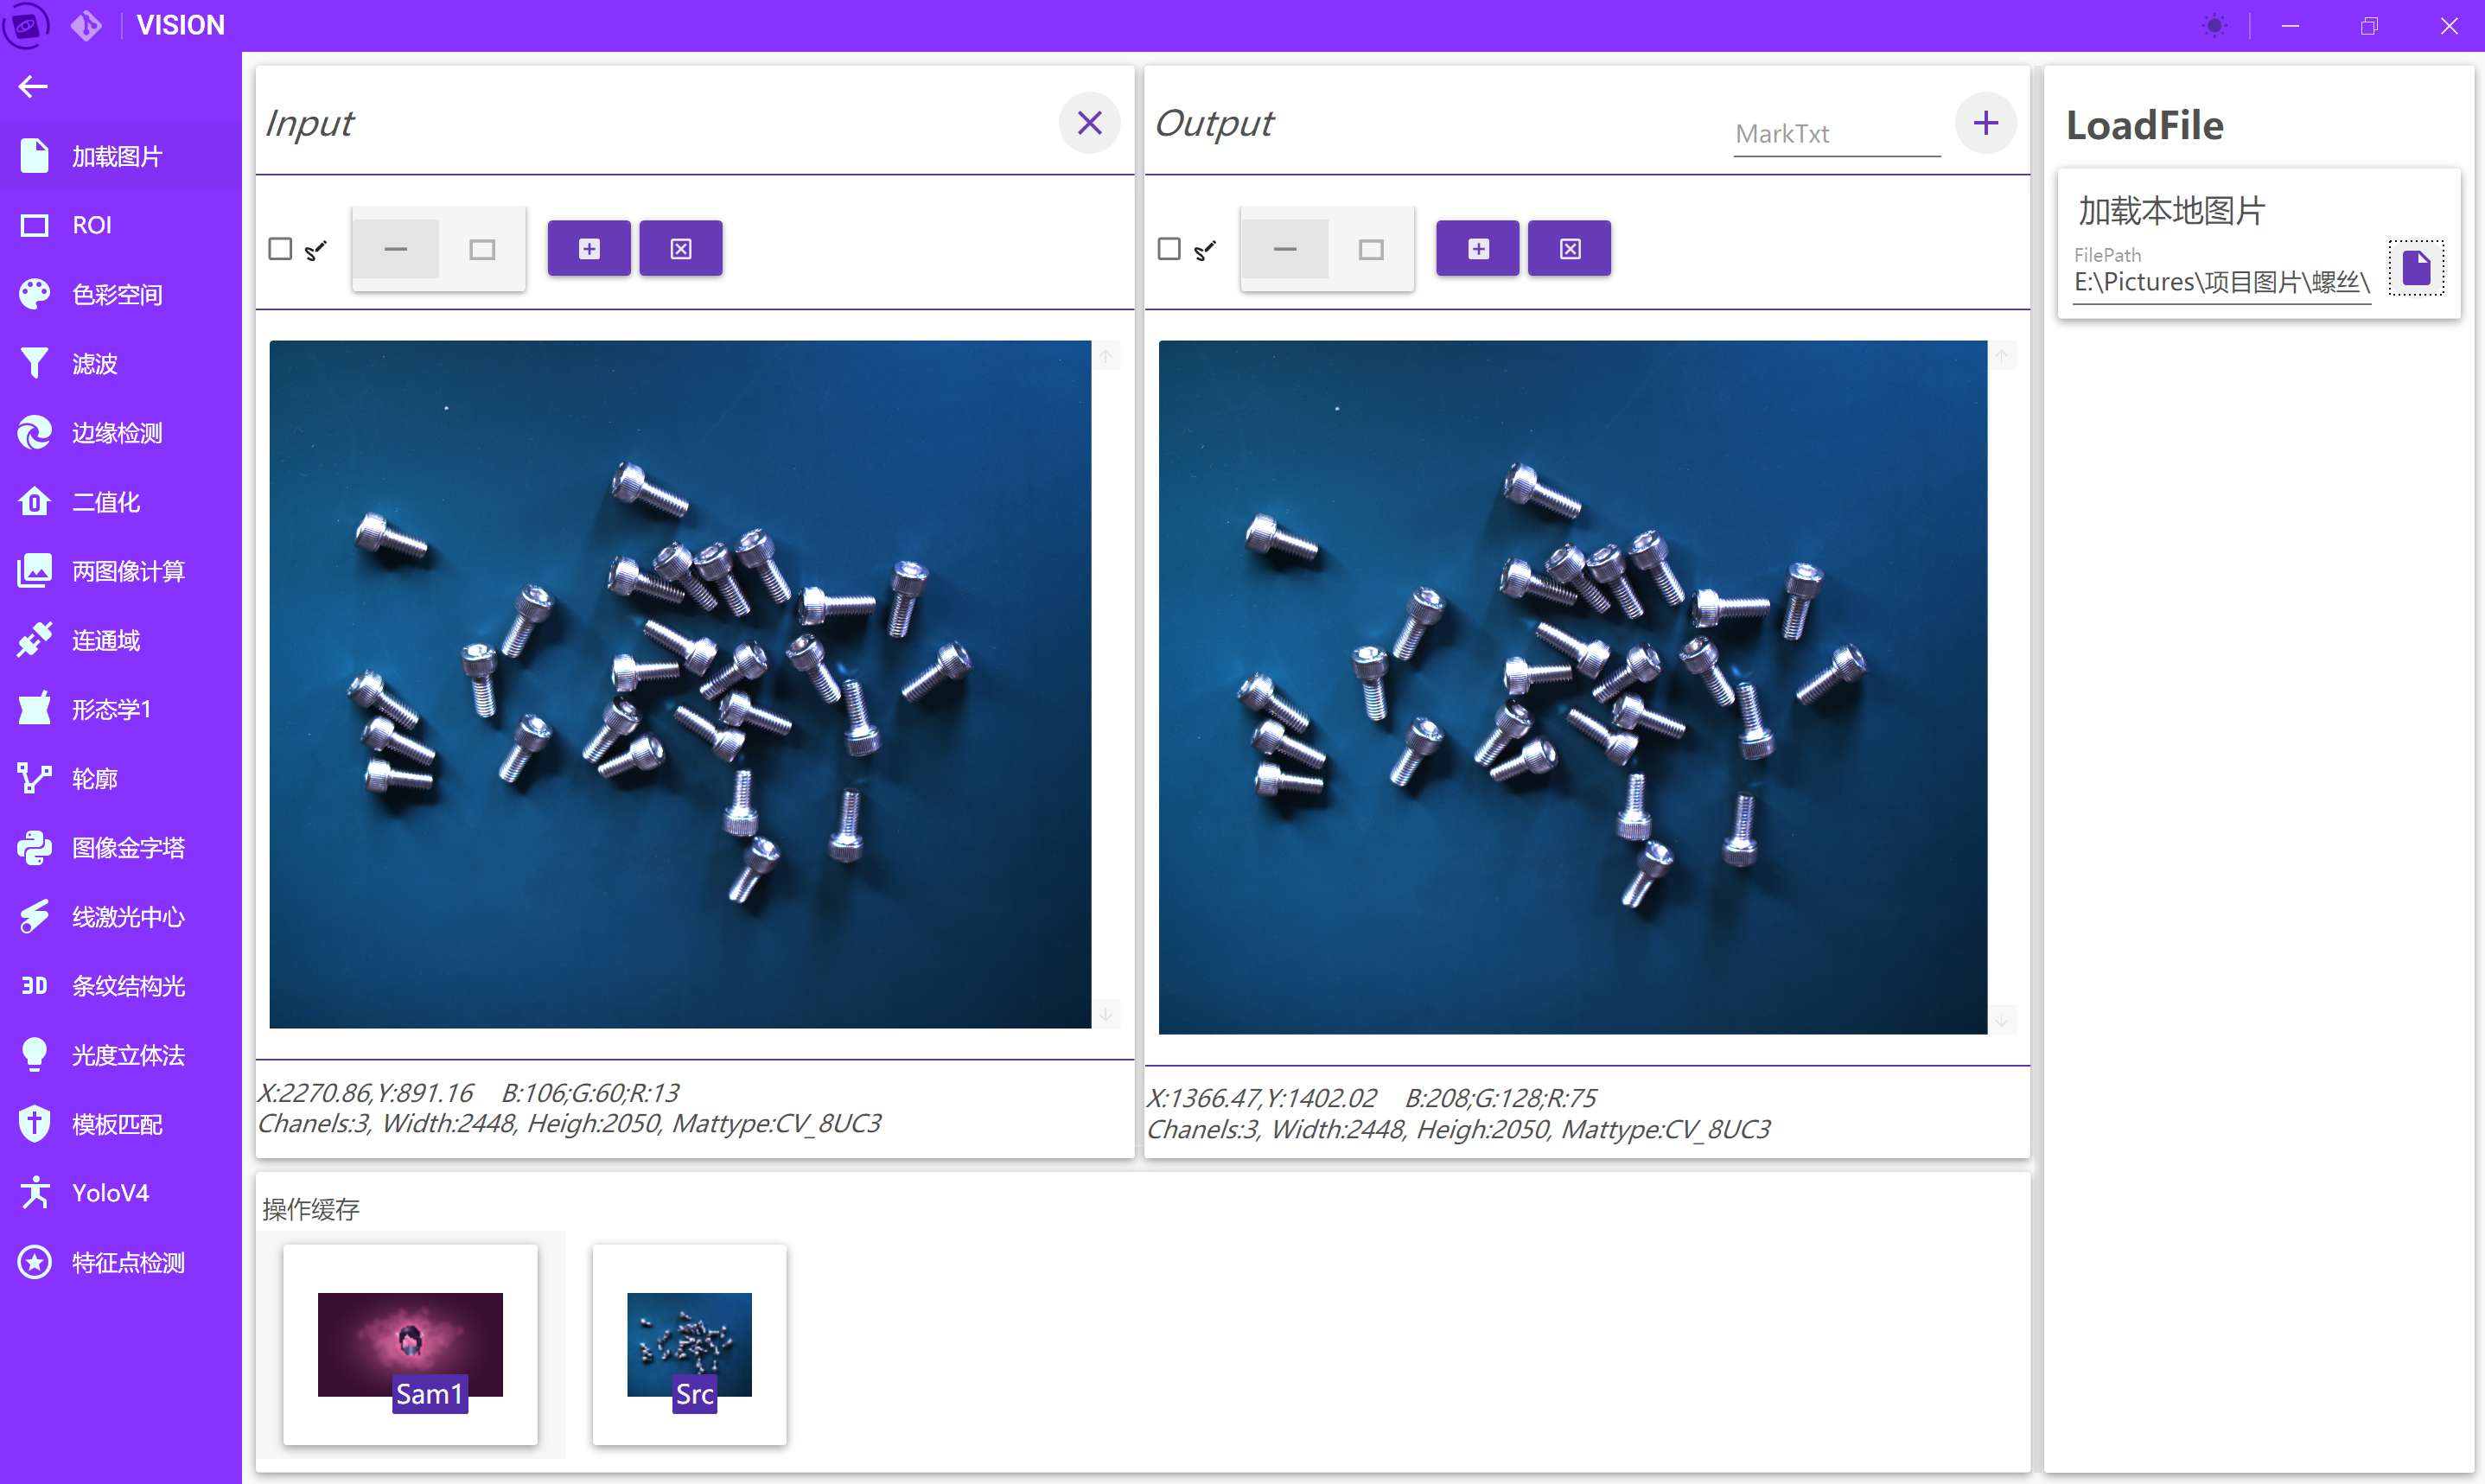 VISION
加载图片
ROI
色彩空间
滤波
边缘检测
二值化
两图像计算
连通域
形态学1
轮廓
图像金字塔
线激光中心
3D 条纹结构光
光度立体法
模板匹配
YoloV4
特征点检测
Input
X:2270.86,Y:891.16 B:106;G:60;R:13
Chanels:3, Width:2448, Heigh:2050, Mattype:CV_8UC3
Output
MarkTxt
X:1366.47,Y:1402.02 B:208;G:128;R:75
Chanels:3, Width:2448, Heigh:2050, Mattype:CV_8UC3
操作缓存
Sam1
Src
LoadFile
加载本地图片
FilePath
E:\Pictures\项目图片\螺丝\